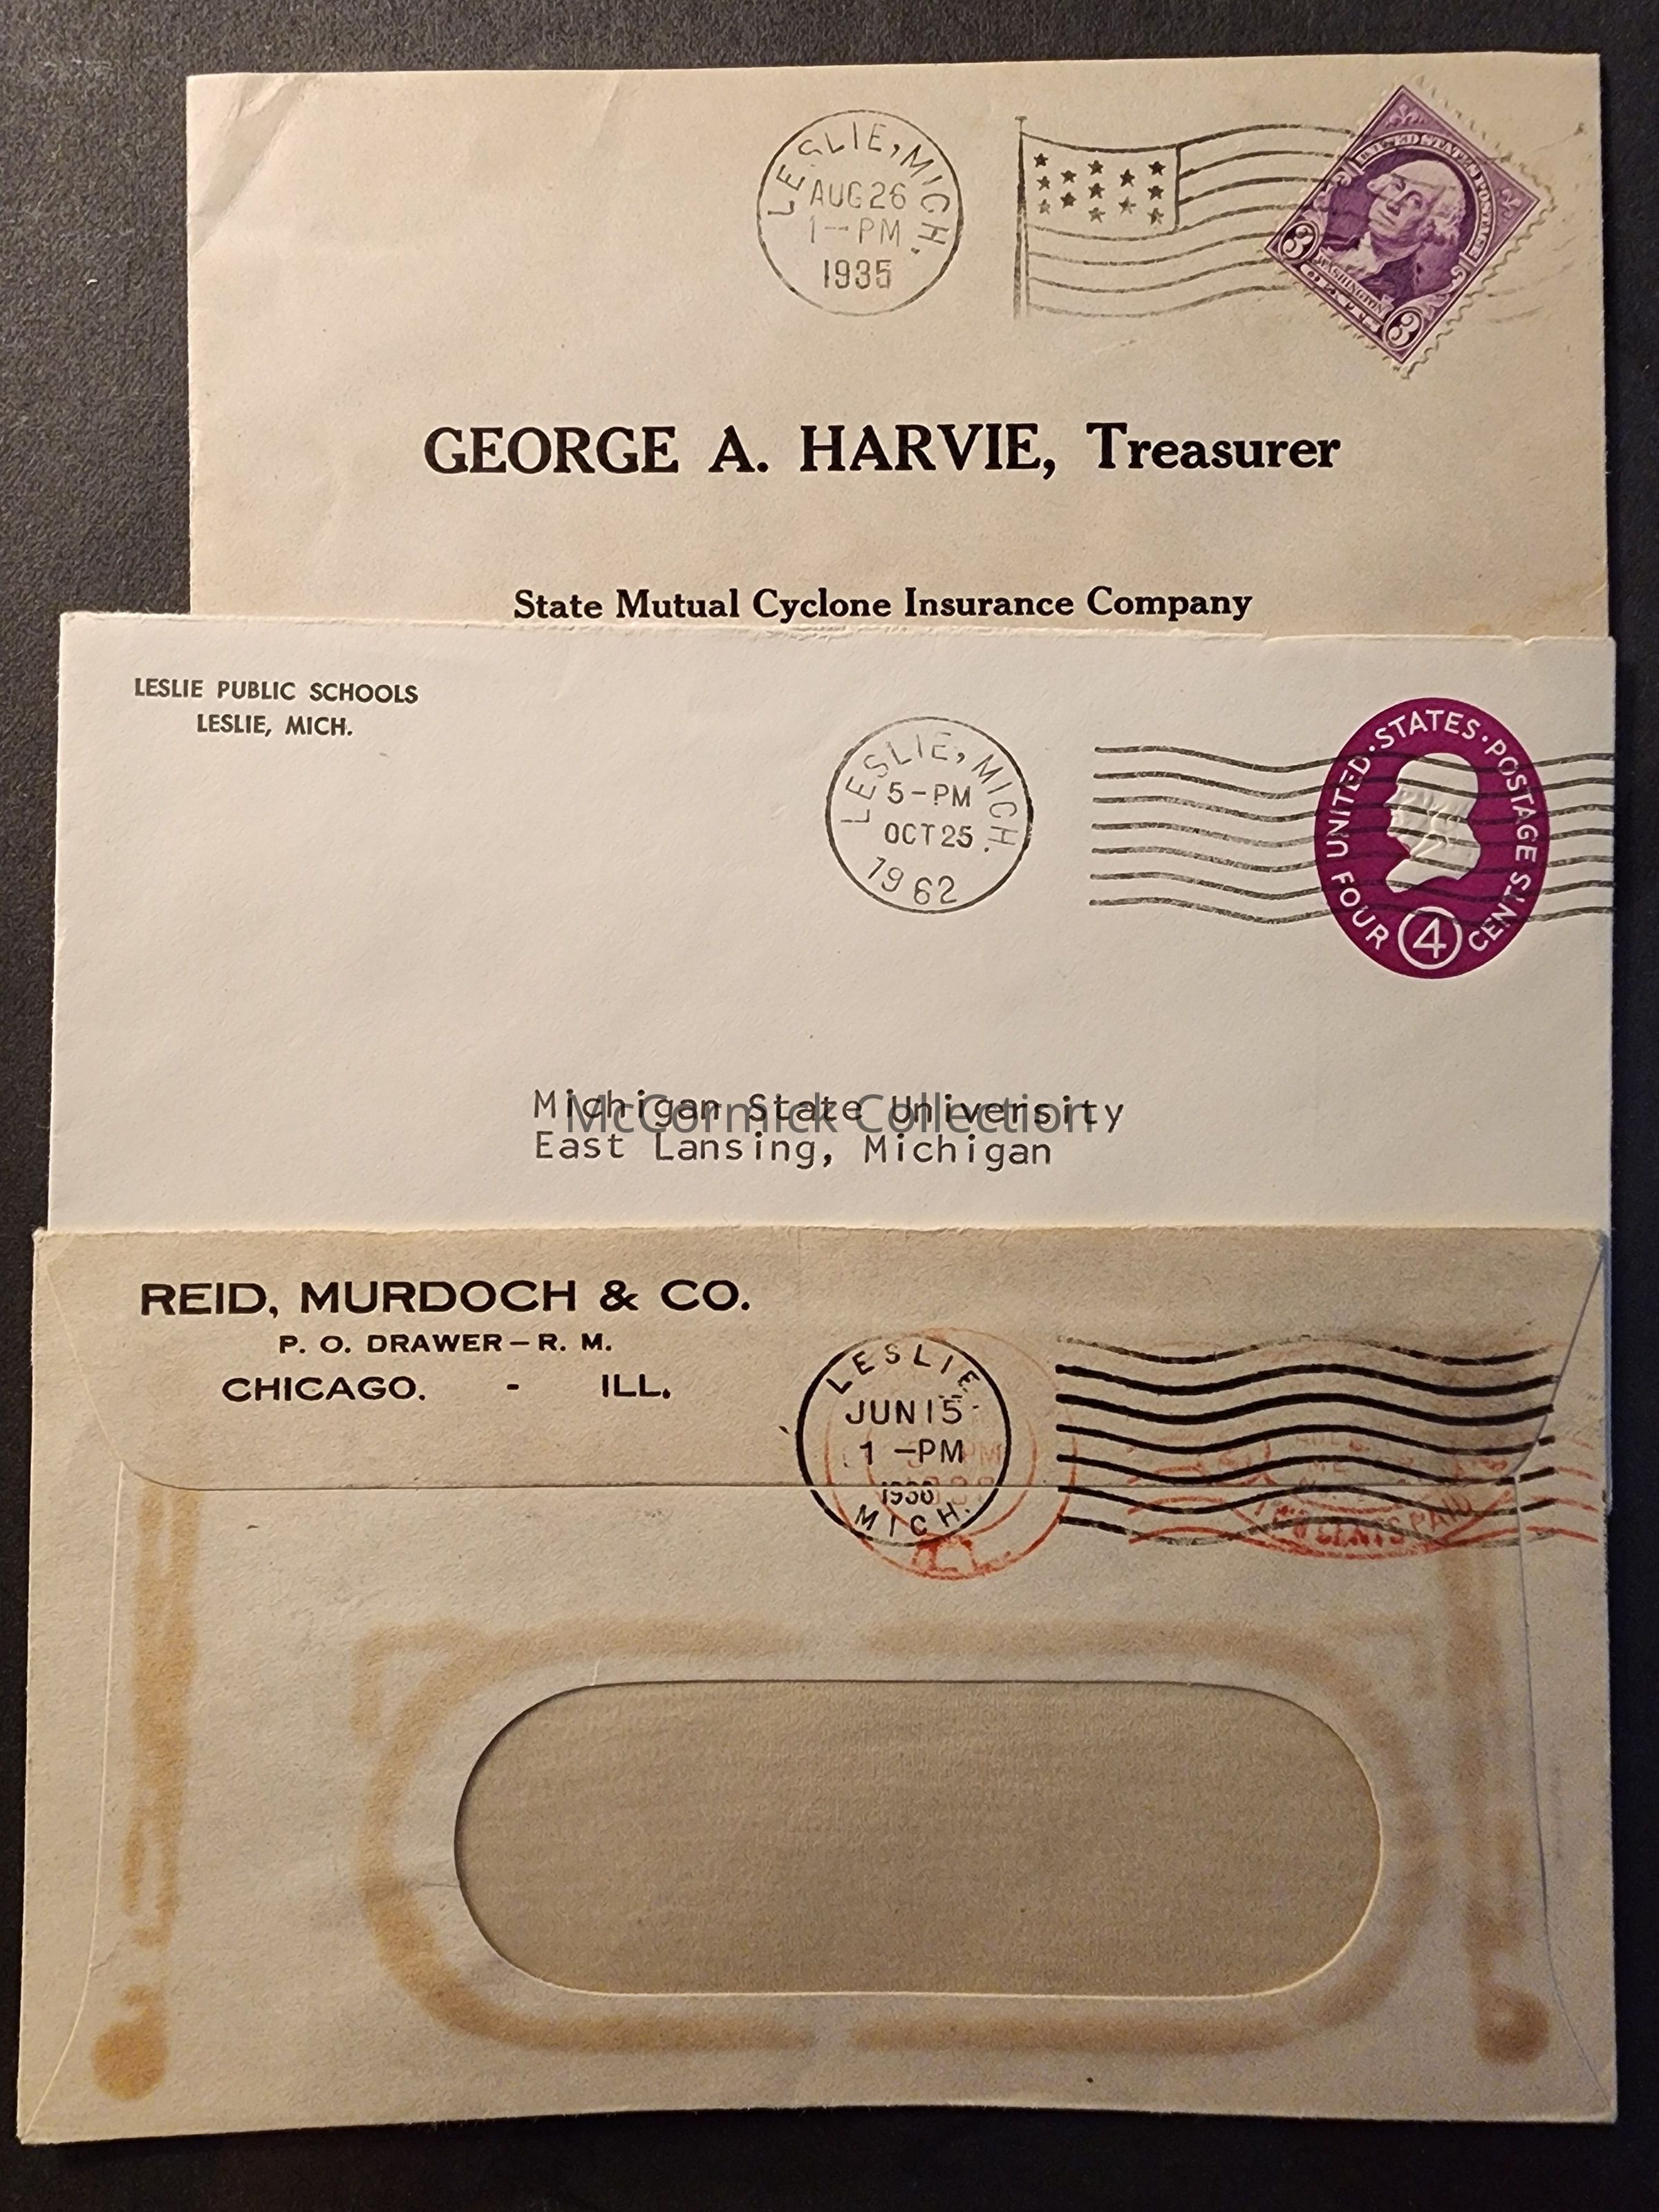 LESLIE, MICH.
AUG 26
1-PM
1935
UNITED STATES POSTAGE
3
WASHINGTON
3
GEORGE A. HARVIE, Treasurer
State Mutual Cyclone Insurance Company
LESLIE PUBLIC SCHOOLS
LESLIE, MICH.
LESLIE, MICH.
5-PM
OCT 25
1962
UNITED·STATES·POSTAGE
FOUR 4 CENTS
Michigan State University
McCormick Collection
East Lansing, Michigan
REID, MURDOCH & CO.
P. O. DRAWER—R. M.
CHICAGO. - ILL.
LESLIE
JUN 15
1 -PM
MICH.
CENTS PAID